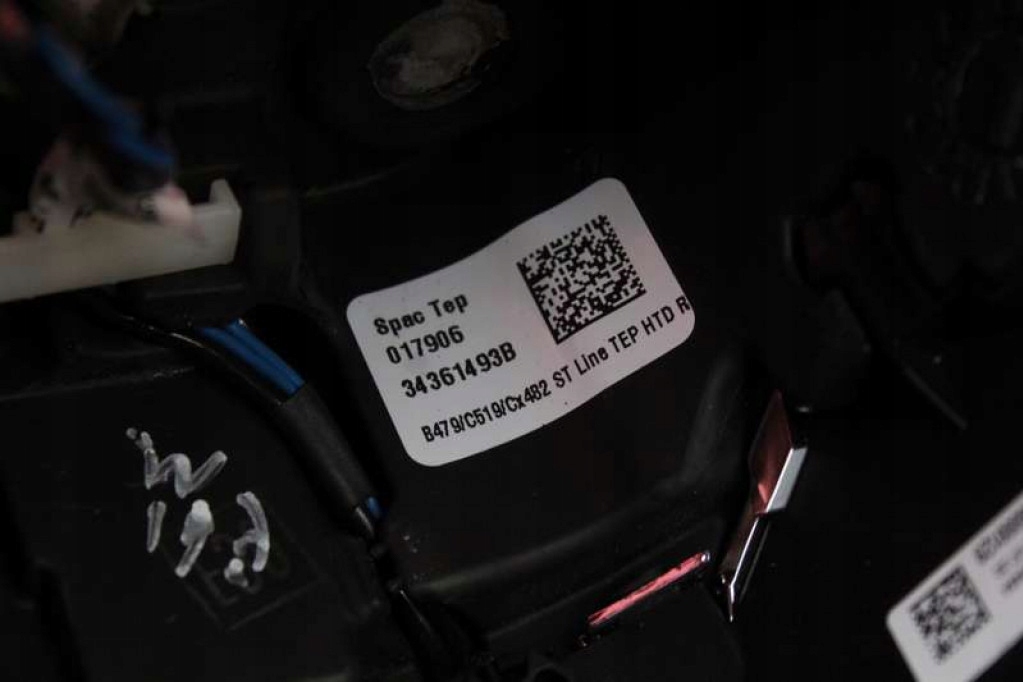 Spac Tep
017906
34361493B
B479/C519/Cx482 ST Line TEP HTD R